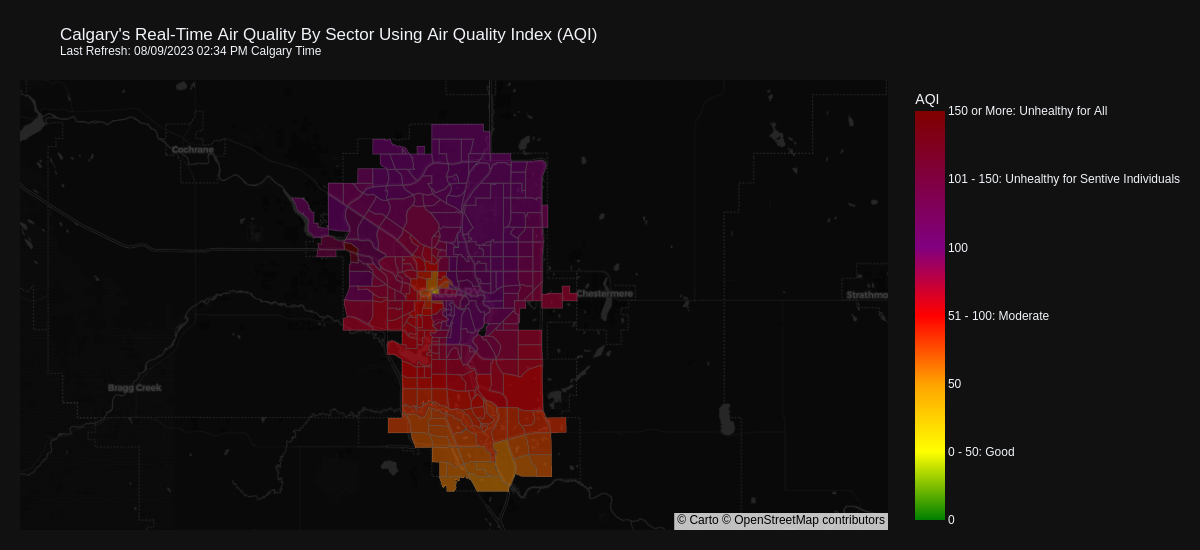 Calgary's Real-Time Air Quality By Sector Using Air Quality Index (AQI)
Last Refresh: 08/09/2023 02:34 PM Calgary Time
AQI
150 or More: Unhealthy for All
Cochrane
101 - 150: Unhealthy for Sentive Individuals
100
Chestermere
Strathmo
51 - 100: Moderate
Bragg Creek
50
0 - 50: Good
0
© Carto © OpenStreetMap contributors